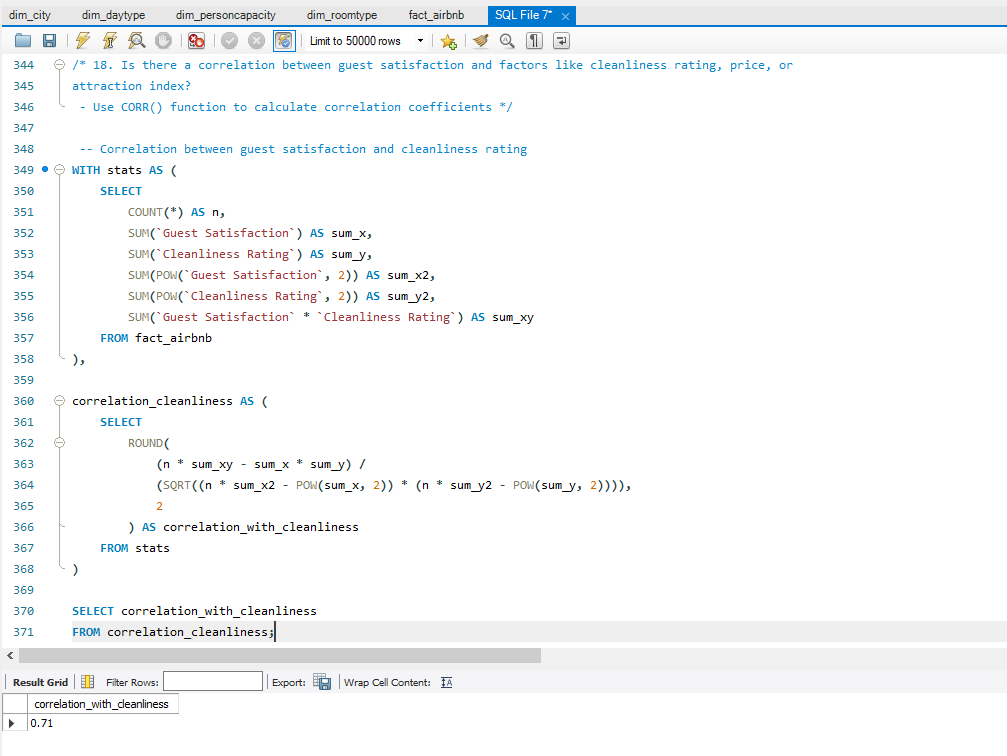 dim_city dim_daytype dim_personcapacity dim_roomtype fact_airbnb SQL File 7*
Limit to 50000 rows
344 /* 18. Is there a correlation between guest satisfaction and factors like cleanliness rating, price, or
345 attraction index?
346 - Use CORR() function to calculate correlation coefficients */
347
348 -- Correlation between guest satisfaction and cleanliness rating
349 WITH stats AS (
350 SELECT
351 COUNT(*) AS n,
352 SUM(`Guest Satisfaction`) AS sum_x,
353 SUM(`Cleanliness Rating`) AS sum_y,
354 SUM(POW(`Guest Satisfaction`, 2)) AS sum_x2,
355 SUM(POW(`Cleanliness Rating`, 2)) AS sum_y2,
356 SUM(`Guest Satisfaction` * `Cleanliness Rating`) AS sum_xy
357 FROM fact_airbnb
358 ),
359
360 correlation_cleanliness AS (
361 SELECT
362 ROUND(
363 (n * sum_xy - sum_x * sum_y) /
364 (SQRT((n * sum_x2 - POW(sum_x, 2)) * (n * sum_y2 - POW(sum_y, 2)))),
365 2
366 ) AS correlation_with_cleanliness
367 FROM stats
368 )
369
370 SELECT correlation_with_cleanliness
371 FROM correlation_cleanliness;
Result Grid Filter Rows: Export: Wrap Cell Content:
correlation_with_cleanliness
0.71